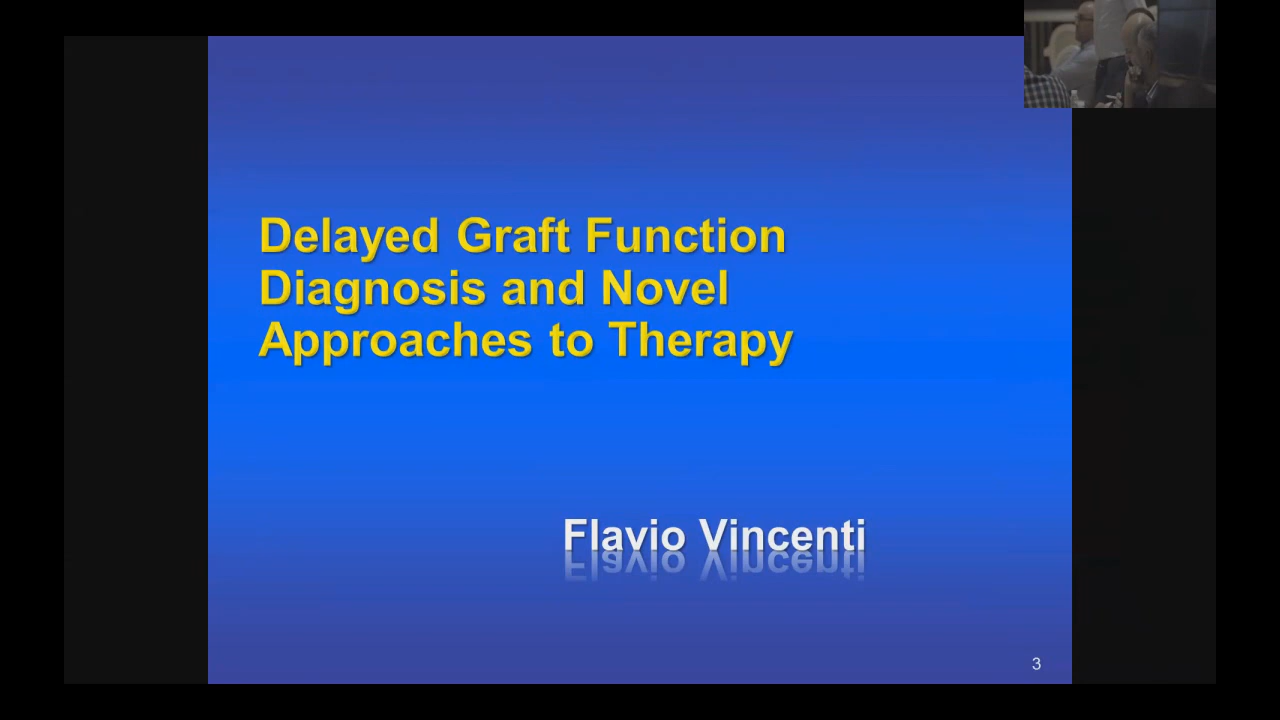 Delayed Graft Function
Diagnosis and Novel
Approaches to Therapy
Flavio Vincenti
3